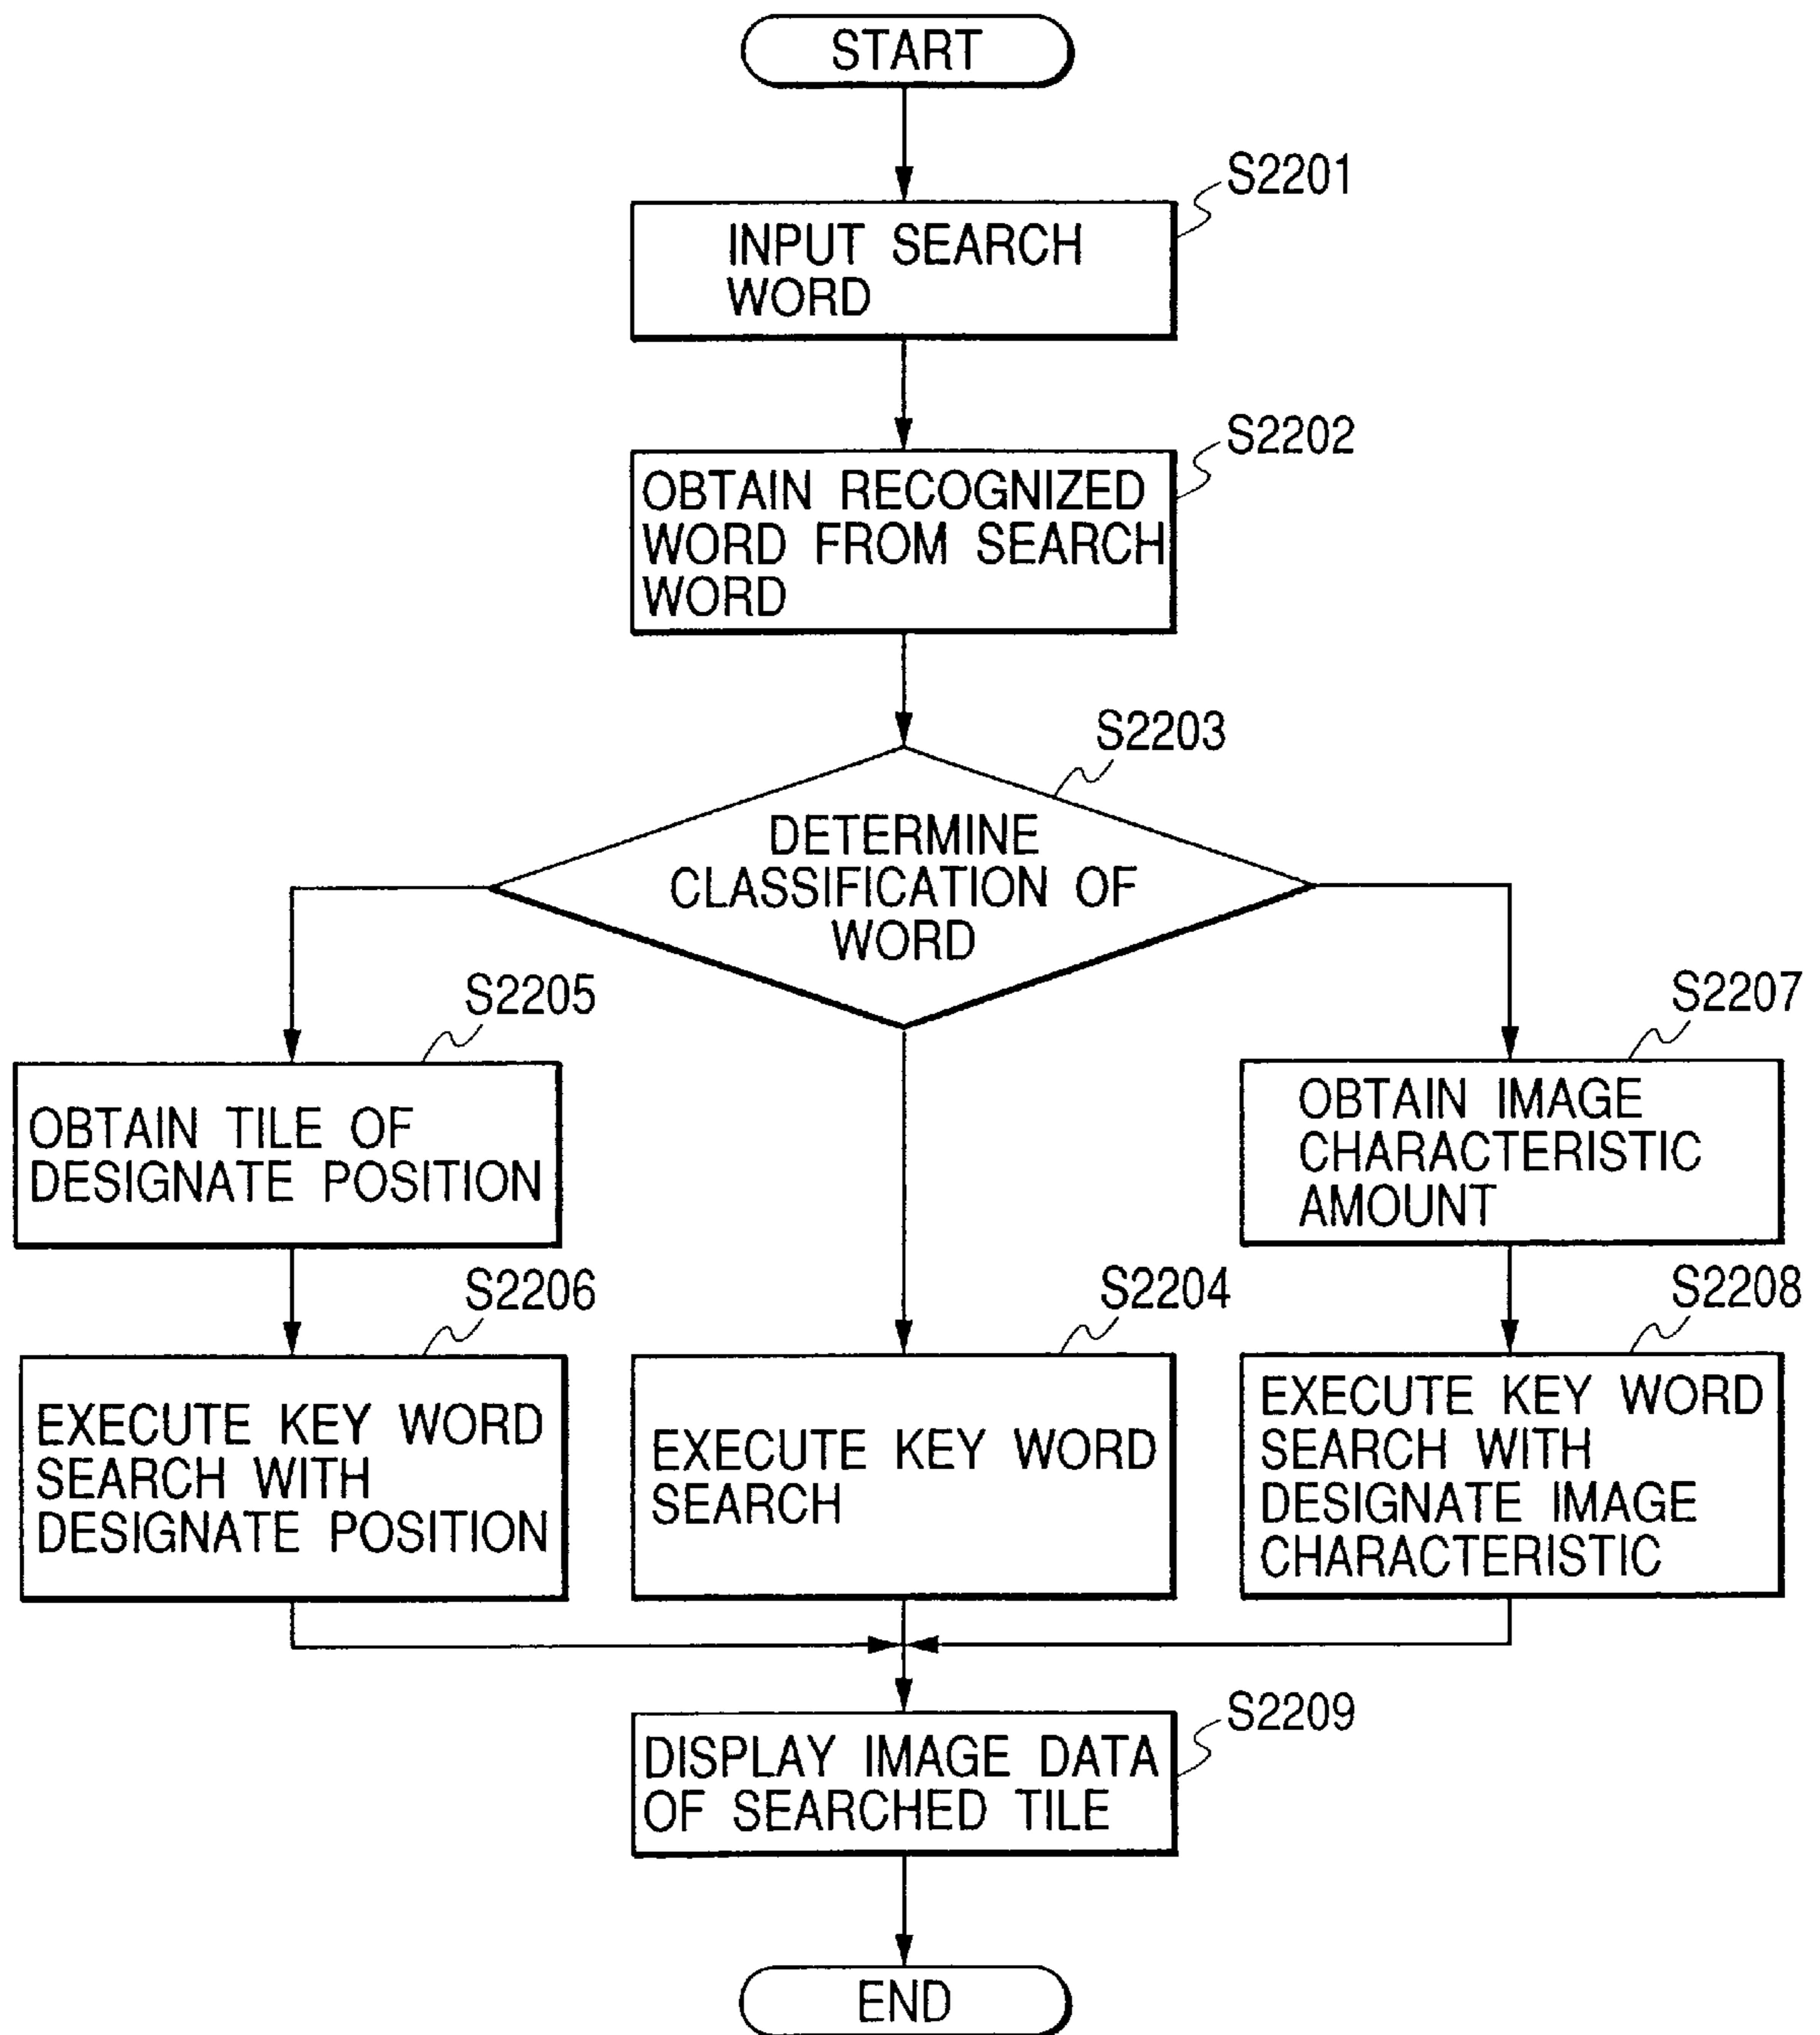 START
S2201
INPUT SEARCH
WORD
S2202
OBTAIN RECOGNIZED
WORD FROM SEARCH
WORD
S2203
DETERMINE
CLASSIFICATION OF
WORD
S2205
OBTAIN TILE OF
DESIGNATE POSITION
S2207
OBTAIN IMAGE
CHARACTERISTIC
AMOUNT
S2206
EXECUTE KEY WORD
SEARCH WITH
DESIGNATE POSITION
S2204
EXECUTE KEY WORD
SEARCH
S2208
EXECUTE KEY WORD
SEARCH WITH
DESIGNATE IMAGE
CHARACTERISTIC
S2209
DISPLAY IMAGE DATA
OF SEARCHED TILE
END